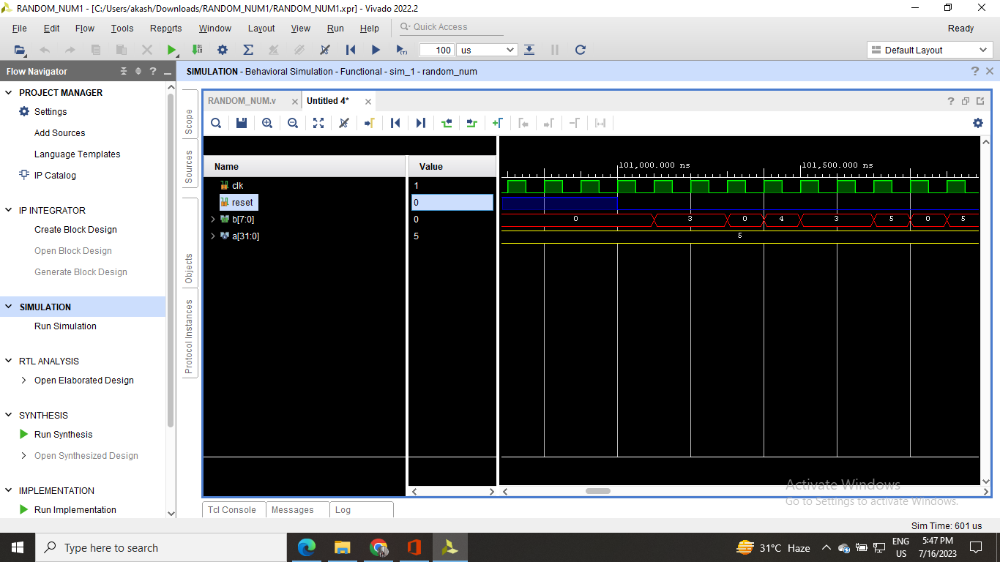 RANDOM_NUM1 - [C:/Users/akash/Downloads/RANDOM_NUM1/RANDOM_NUM1.xpr] - Vivado 2022.2
File Edit Flow Tools Reports Window Layout View Run Help Quick Access Ready
100 us Default Layout
Flow Navigator
SIMULATION - Behavioral Simulation - Functional - sim_1 - random_num
PROJECT MANAGER
Settings
Add Sources
Language Templates
IP Catalog
IP INTEGRATOR
Create Block Design
Open Block Design
Generate Block Design
SIMULATION
Run Simulation
RTL ANALYSIS
Open Elaborated Design
SYNTHESIS
Run Synthesis
Open Synthesized Design
IMPLEMENTATION
Run Implementation
Scope
Sources
Objects
Protocol Instances
RANDOM_NUM.v Untitled 4*
Name Value
101,000.000 ns 101,500.000 ns
clk 1
reset 0
b[7:0] 0 0 3 0 4 3 5 0 5
a[31:0] 5 5
Activate Windows
Go to Settings to activate Windows.
Tcl Console Messages Log
Sim Time: 601 us
Type here to search
31°C Haze
ENG
US
5:47 PM
7/16/2023